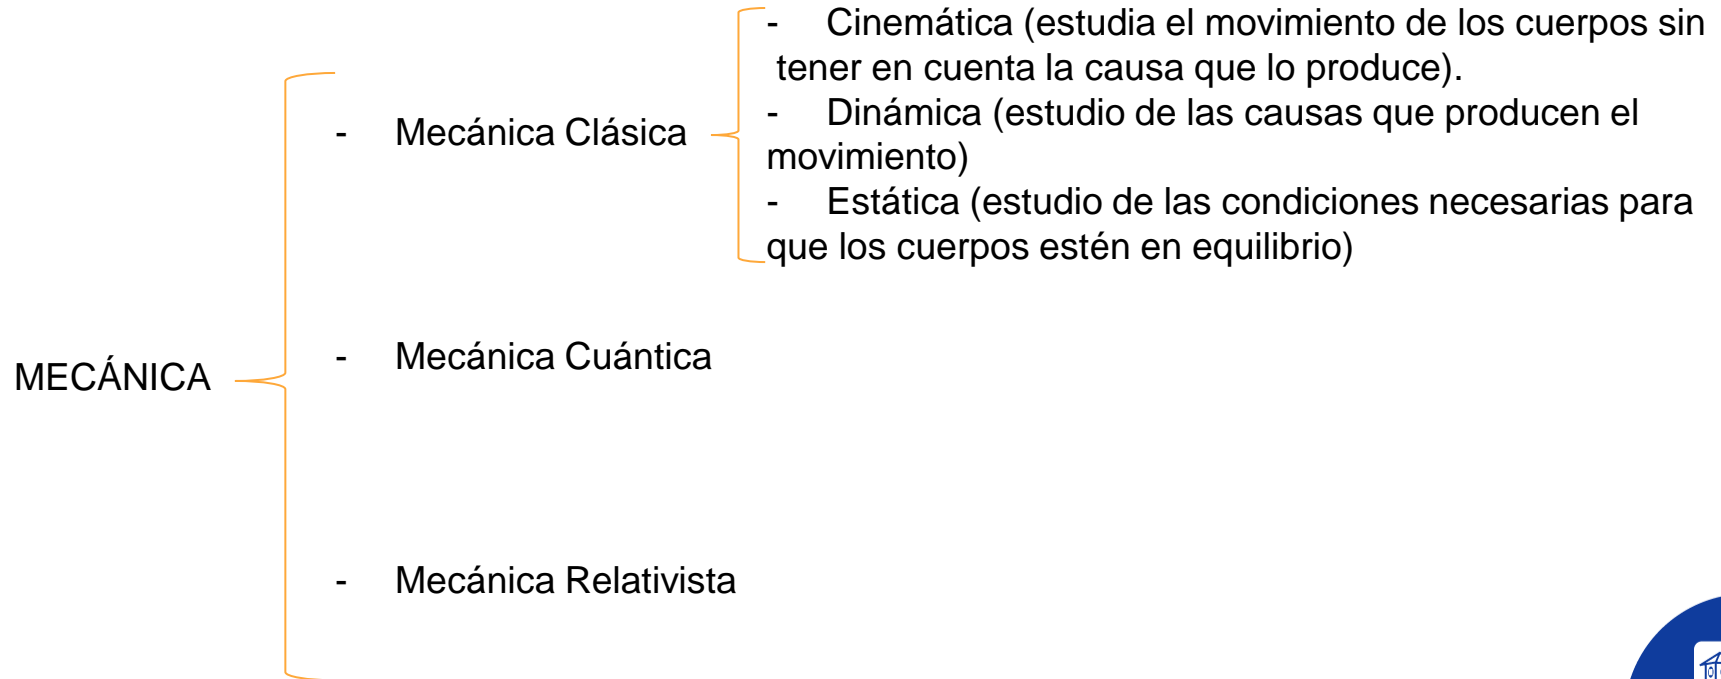 - Cinemática (estudia el movimiento de los cuerpos sin
tener en cuenta la causa que lo produce).
- Dinámica (estudio de las causas que producen el
movimiento)
- Estática (estudio de las condiciones necesarias para
que los cuerpos estén en equilibrio)
- Mecánica Clásica
MECÁNICA
- Mecánica Cuántica
- Mecánica Relativista